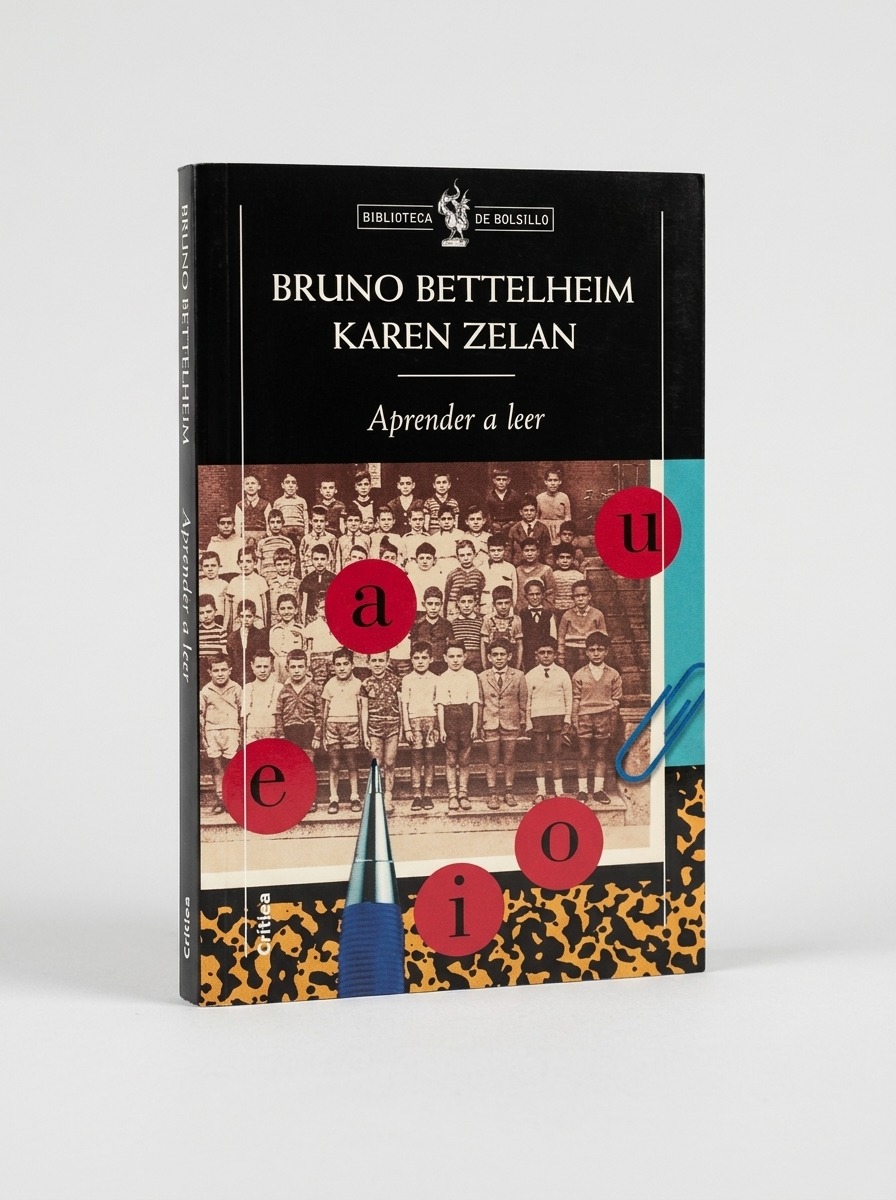 BIBLIOTECA DE BOLSILLO
BRUNO BETTELHEIM
KAREN ZELAN
Aprender a leer
u
a
e
o
i
Crítica
BRUNO BETTELHEIM Aprender a leer Crítica